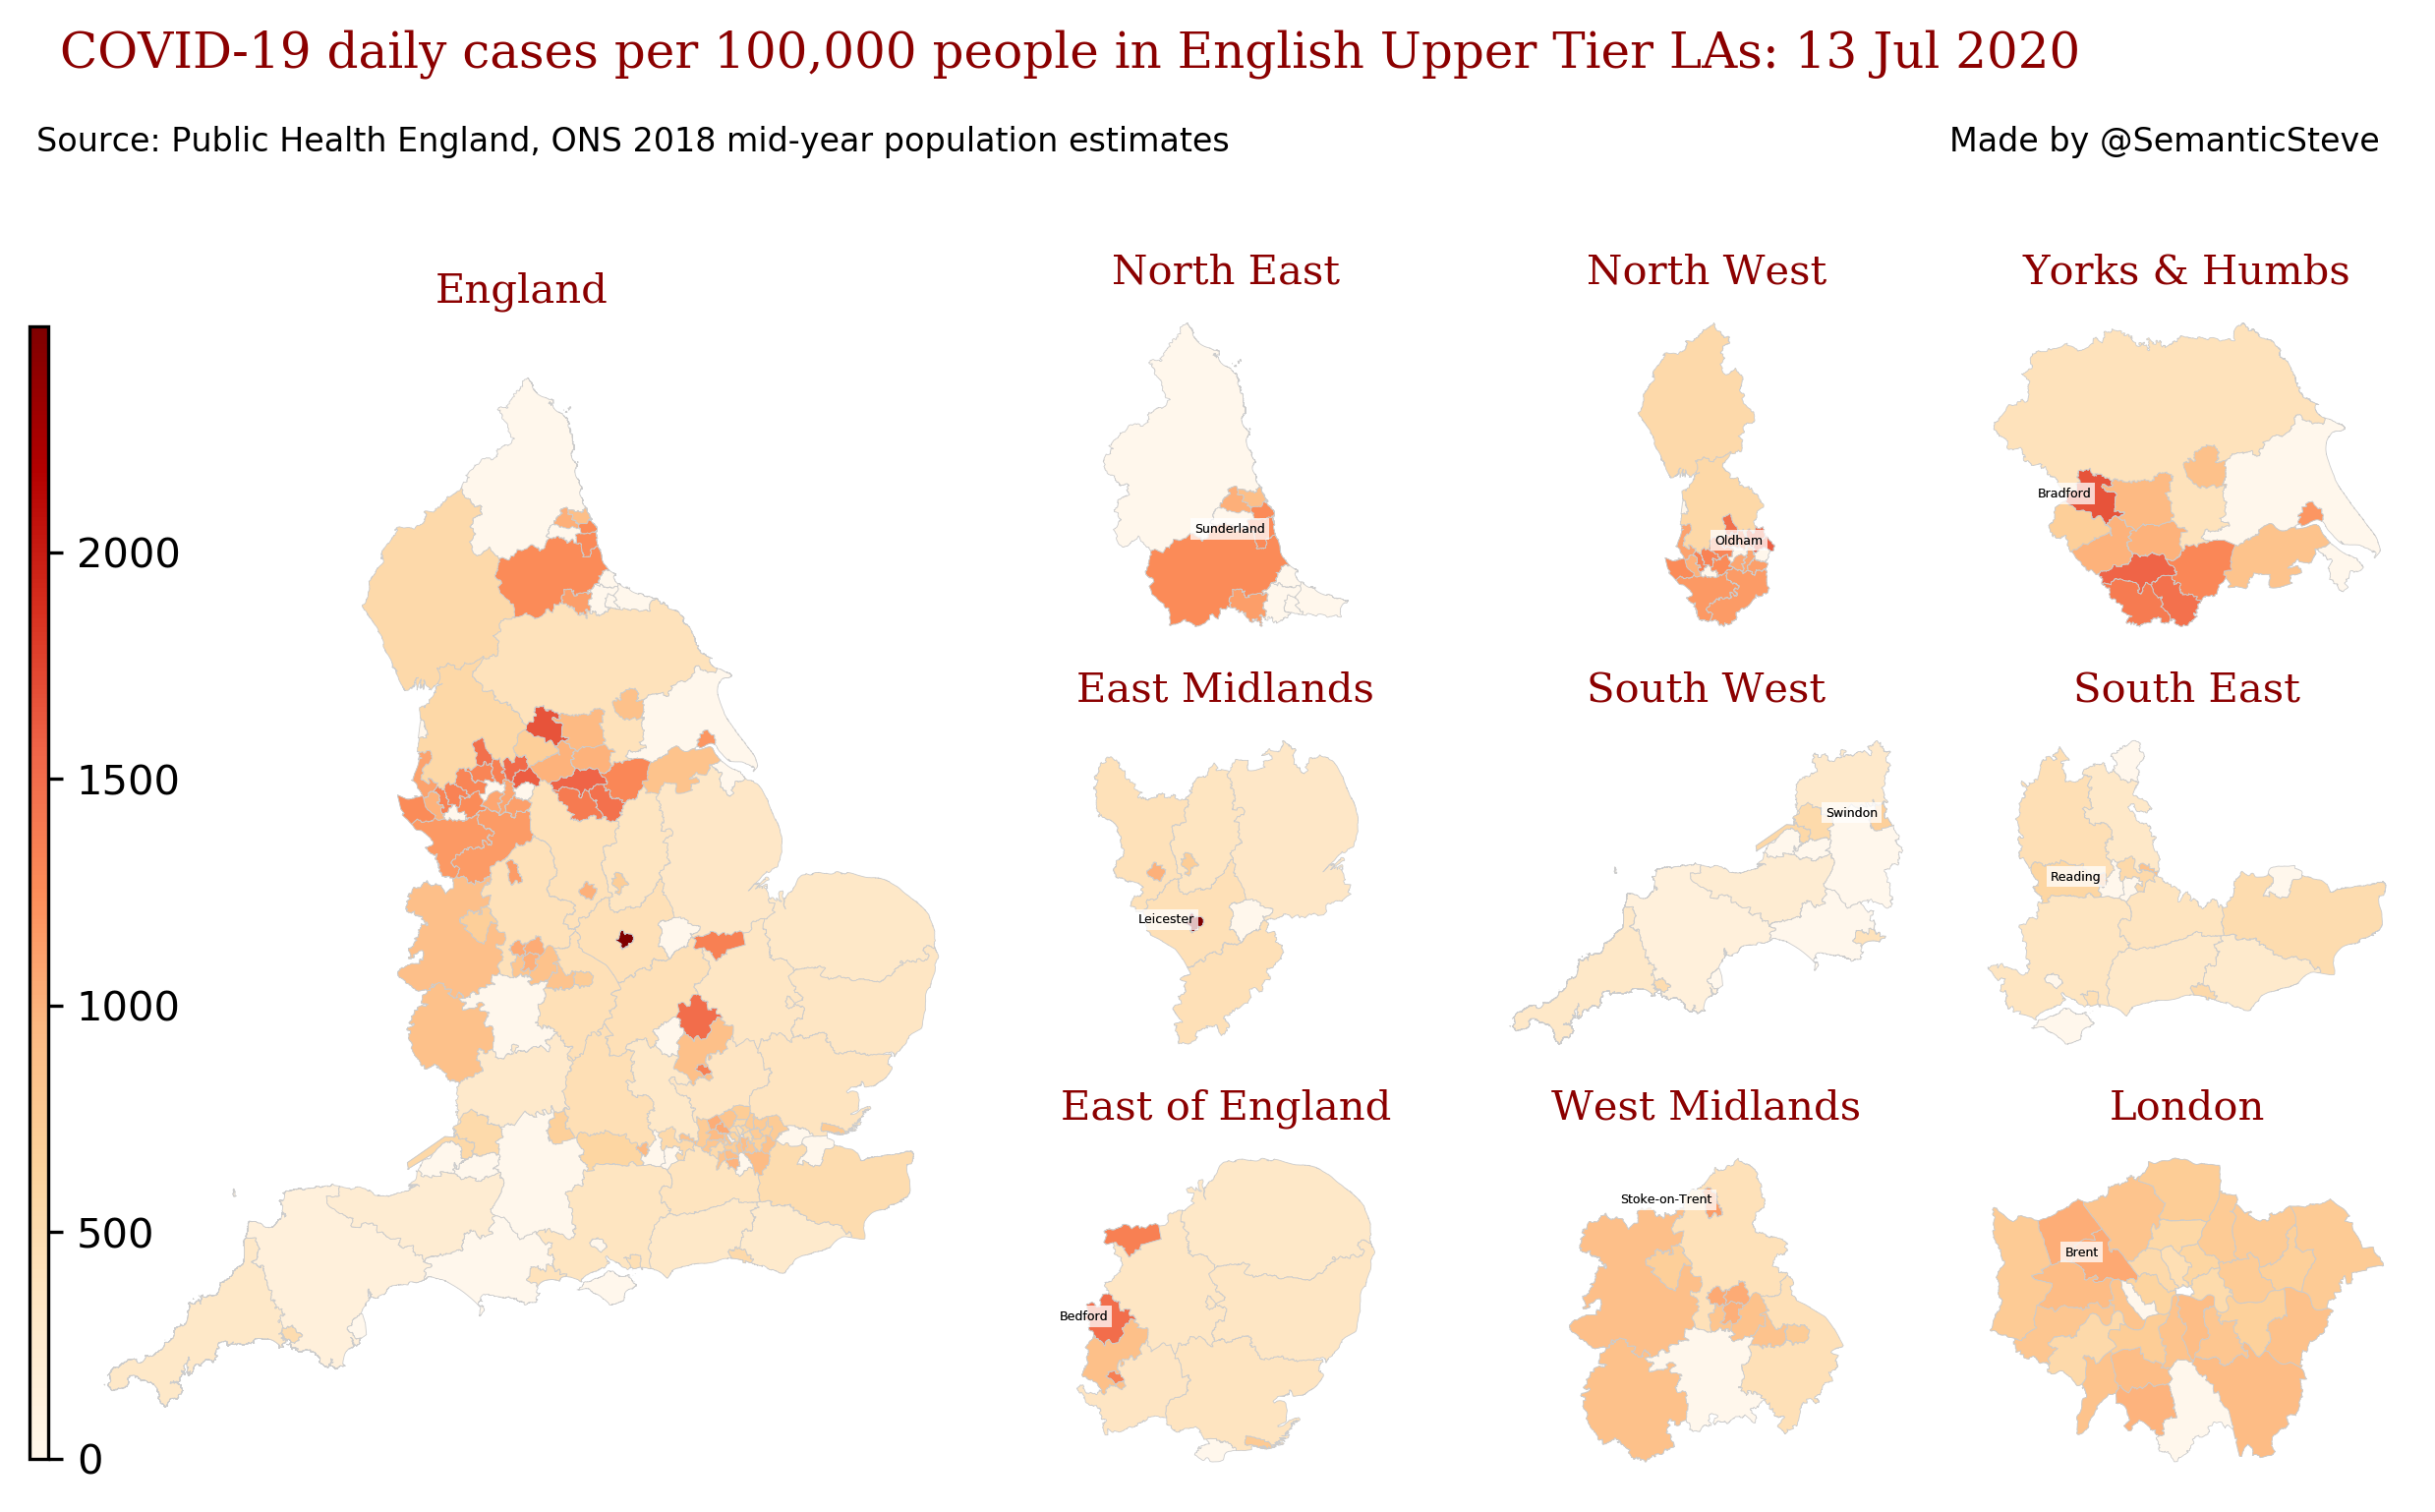 COVID-19 daily cases per 100,000 people in English Upper Tier LAs: 13 Jul 2020
Source: Public Health England, ONS 2018 mid-year population estimates
Made by @SemanticSteve
England
2000
1500
1000
500
0
North East
Sunderland
North West
Oldham
Yorks & Humbs
Bradford
East Midlands
Leicester
South West
Swindon
South East
Reading
East of England
Bedford
West Midlands
Stoke-on-Trent
London
Brent